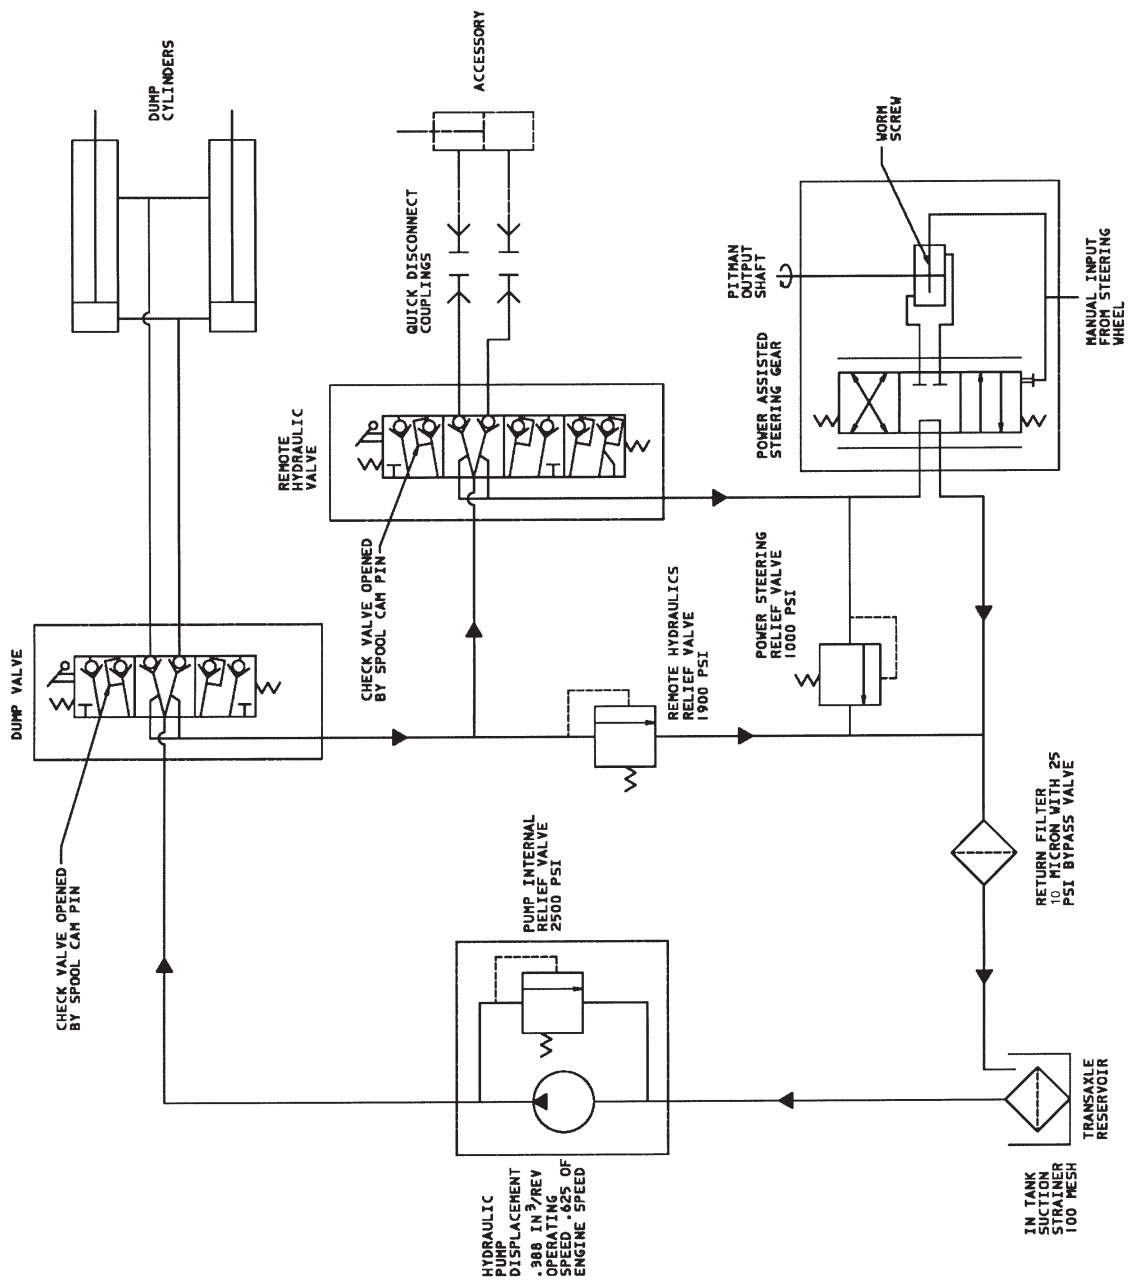 DUMP
CYLINDERS
ACCESSORY
WORM
SCREW
QUICK DISCONNECT
COUPLINGS
PITMAN
OUTPUT
SHAFT
MANUAL INPUT
FROM STEERING
WHEEL
REMOTE
HYDRAULIC
VALVE
POWER ASSISTED
STEERING GEAR
DUMP VALVE
CHECK VALVE OPENED
BY SPOOL CAM PIN
REMOTE HYDRAULICS
RELIEF VALVE
1900 PSI
POWER STEERING
RELIEF VALVE
1000 PSI
CHECK VALVE OPENED
BY SPOOL CAM PIN
PUMP INTERNAL
RELIEF VALVE
2500 PSI
RETURN FILTER
10 MICRON WITH 25
PSI BYPASS VALVE
HYDRAULIC
PUMP
DISPLACEMENT
.388 IN³/REV
OPERATING
SPEED .625 OF
ENGINE SPEED
TRANSAXLE
RESERVOIR
IN TANK
SUCTION
STRAINER
100 MESH